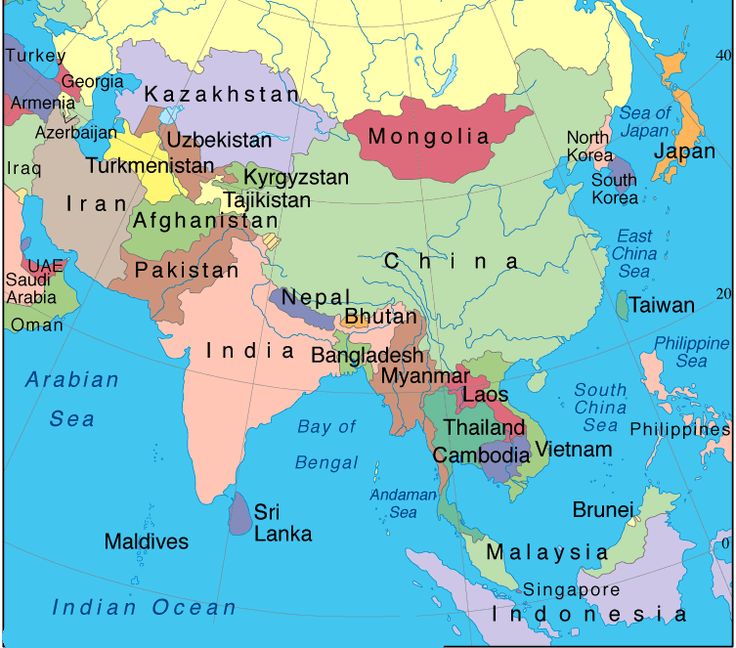 Turkey
40
Georgia
Kazakhstan
Armenia
Sea of
Japan
Azerbaijan
Uzbekistan
Mongolia
North
Korea
Japan
Iraq
Turkmenistan
Kyrgyzstan
South
Korea
Iran
Tajikistan
Afghanistan
East
China
Sea
China
UAE
Pakistan
Saudi
Arabia
Nepal
Taiwan
20
Oman
Bhutan
India
Bangladesh
Philippine
Sea
Arabian
Sea
Myanmar
Laos
South
China
Sea
Bay of
Bengal
Thailand
Philippines
Cambodia
Vietnam
Andaman
Sea
Sri
Lanka
Brunei
Maldives
Malaysia
0
Singapore
Indian Ocean
Indonesia